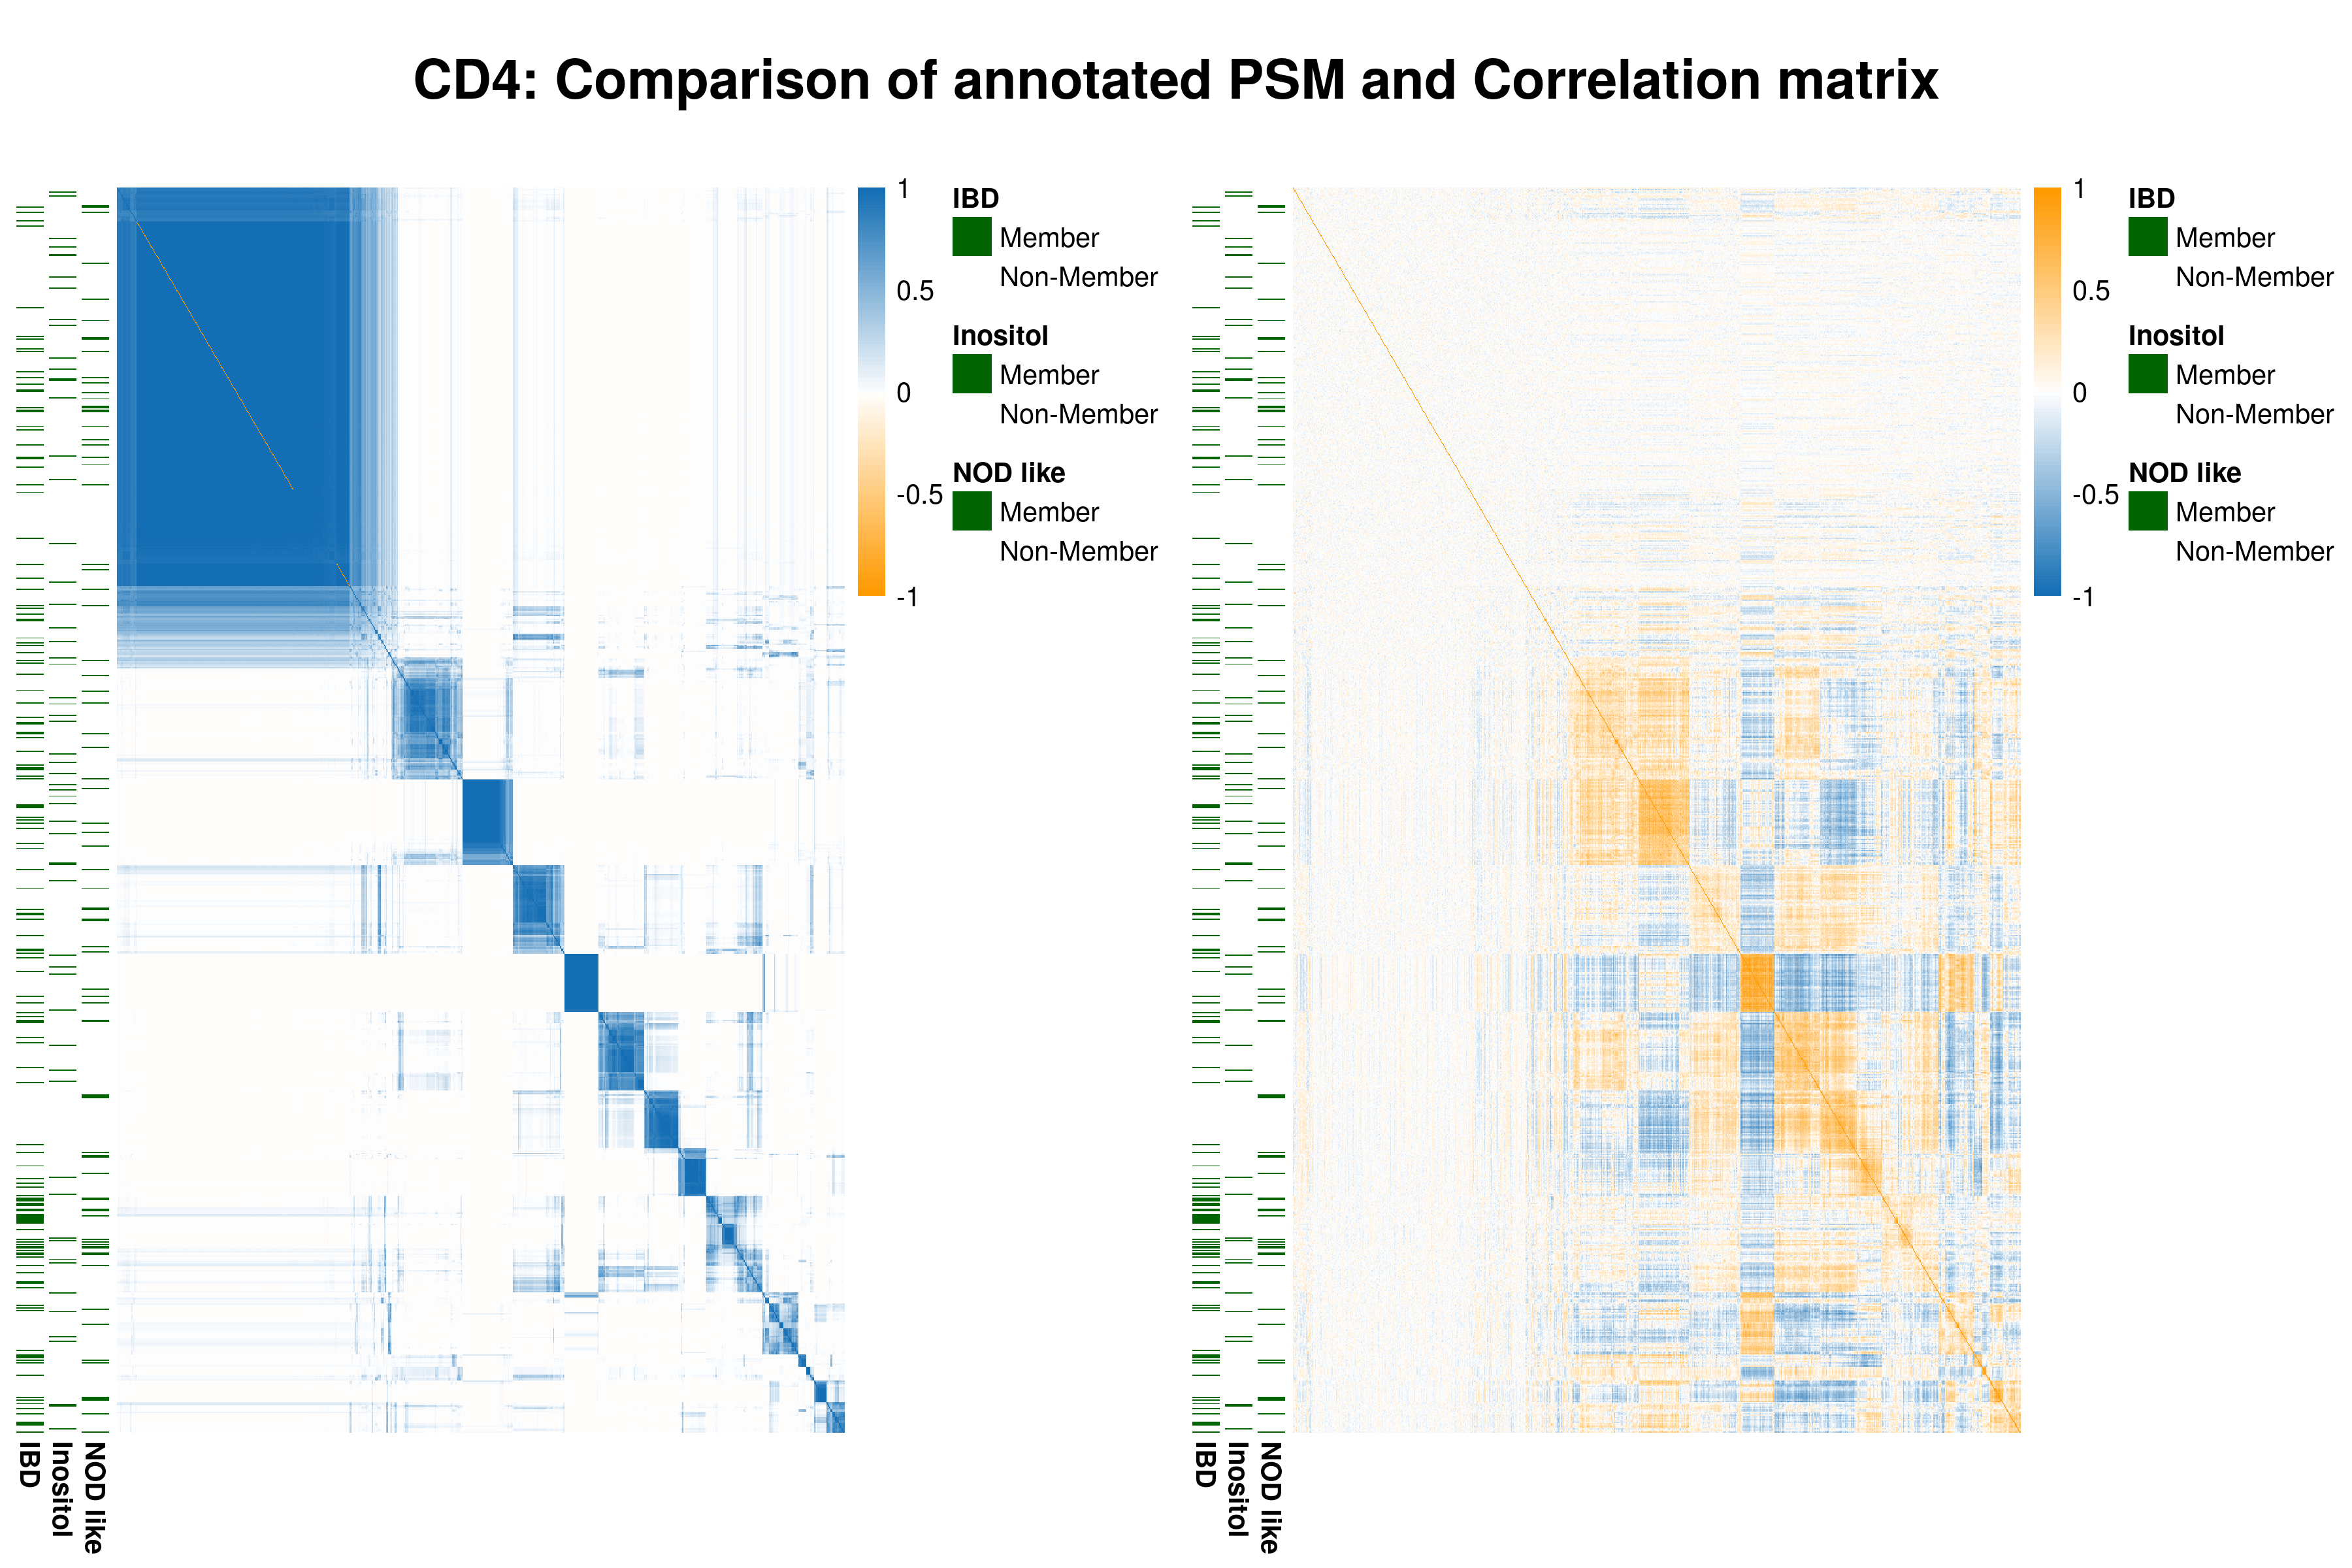 CD4: Comparison of annotated PSM and Correlation matrix
1
0.5
0
-0.5
-1
IBD
Member
Non-Member
Inositol
Member
Non-Member
NOD like
Member
Non-Member
IBD
Inositol
NOD like
1
0.5
0
-0.5
-1
IBD
Member
Non-Member
Inositol
Member
Non-Member
NOD like
Member
Non-Member
IBD
Inositol
NOD like